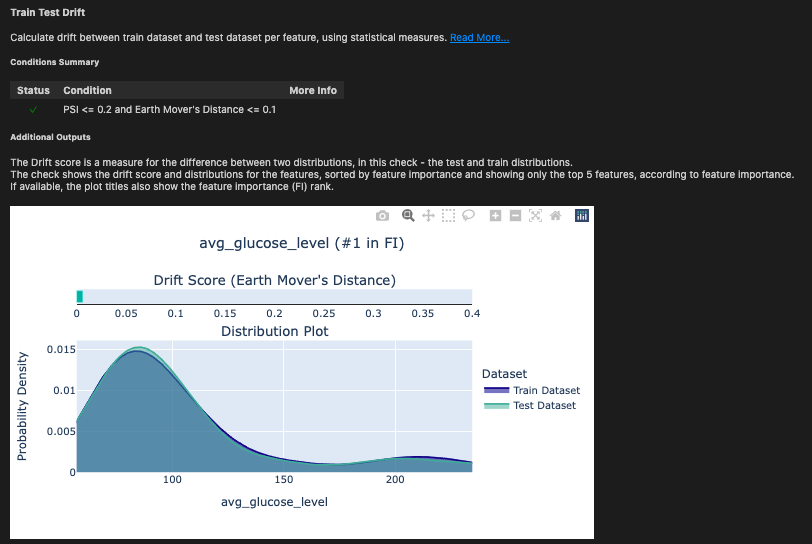 Train Test Drift
Calculate drift between train dataset and test dataset per feature, using statistical measures. Read More...
Conditions Summary
Status Condition More Info
✓ PSI <= 0.2 and Earth Mover's Distance <= 0.1
Additional Outputs
The Drift score is a measure for the difference between two distributions, in this check - the test and train distributions.
The check shows the drift score and distributions for the features, sorted by feature importance and showing only the top 5 features, according to feature importance.
If available, the plot titles also show the feature importance (FI) rank.
avg_glucose_level (#1 in FI)
Drift Score (Earth Mover's Distance)
0 0.05 0.1 0.15 0.2 0.25 0.3 0.35 0.4
Distribution Plot
Probability Density
0.015
0.01
0.005
0
100 150 200
avg_glucose_level
Dataset
Train Dataset
Test Dataset